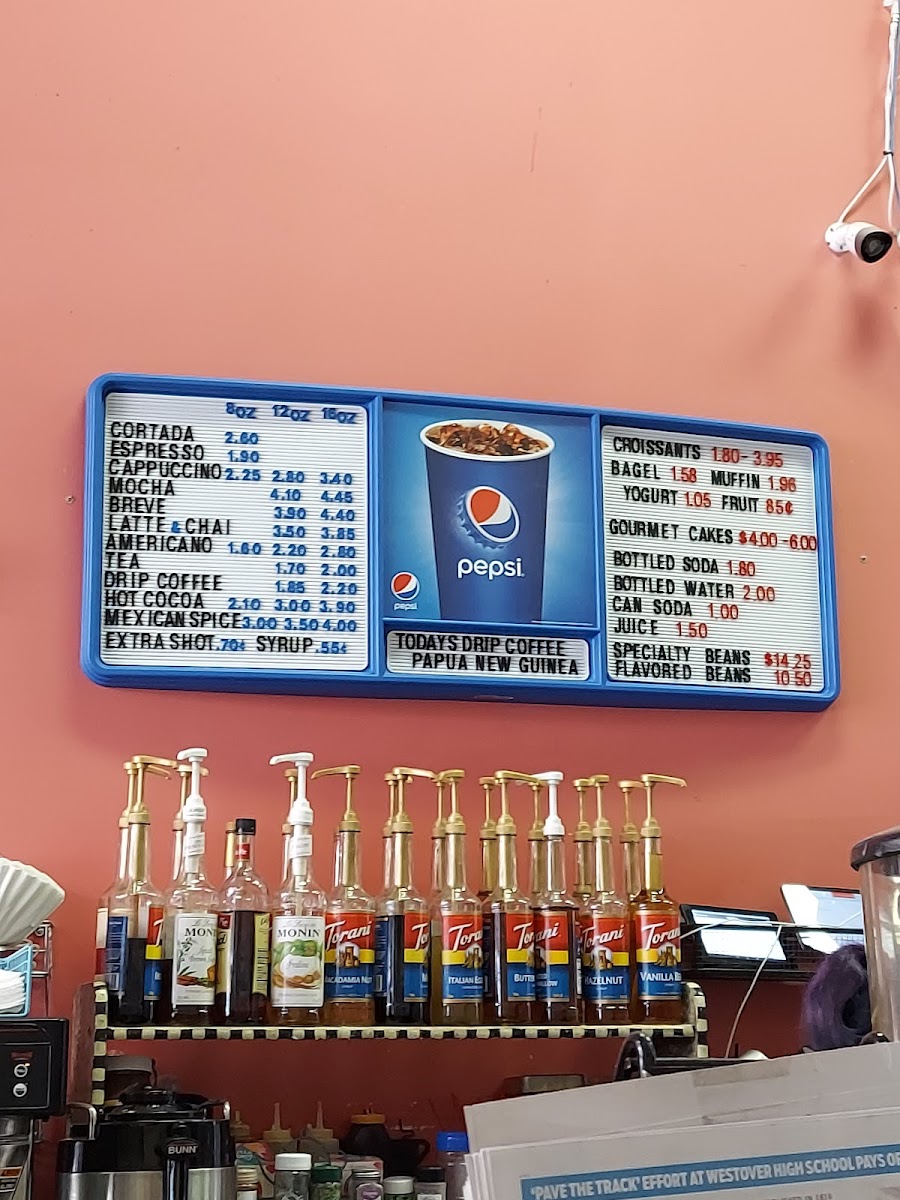 8OZ 12OZ 16OZ
CORTADA 2.60
ESPRESSO 1.90
CAPPUCCINO 2.25 2.80 3.40
MOCHA 4.10 4.45
BREVE 3.90 4.40
LATTE & CHAI 3.50 3.85
AMERICANO 1.60 2.20 2.80
TEA 1.70 2.00
DRIP COFFEE 1.85 2.20
HOT COCOA 2.10 3.00 3.90
MEXICAN SPICE 3.00 3.50 4.00
EXTRA SHOT .70¢ SYRUP .55¢
pepsi
pepsi
TODAYS DRIP COFFEE
PAPUA NEW GUINEA
CROISSANTS 1.80-3.95
BAGEL 1.58 MUFFIN 1.96
YOGURT 1.05 FRUIT 85¢
GOURMET CAKES $4.00-6.00
BOTTLED SODA 1.80
BOTTLED WATER 2.00
CAN SODA 1.00
JUICE 1.50
SPECIALTY BEANS $14 25
FLAVORED BEANS 10 50
MONIN
MONIN
Torani
Torani
Torani
Torani
Torani
MACADAMIA NUT
ITALIAN
HAZELNUT
VANILLA
BUNN
'PAVE THE TRACK' EFFORT AT WESTOVER HIGH SCHOOL PAYS